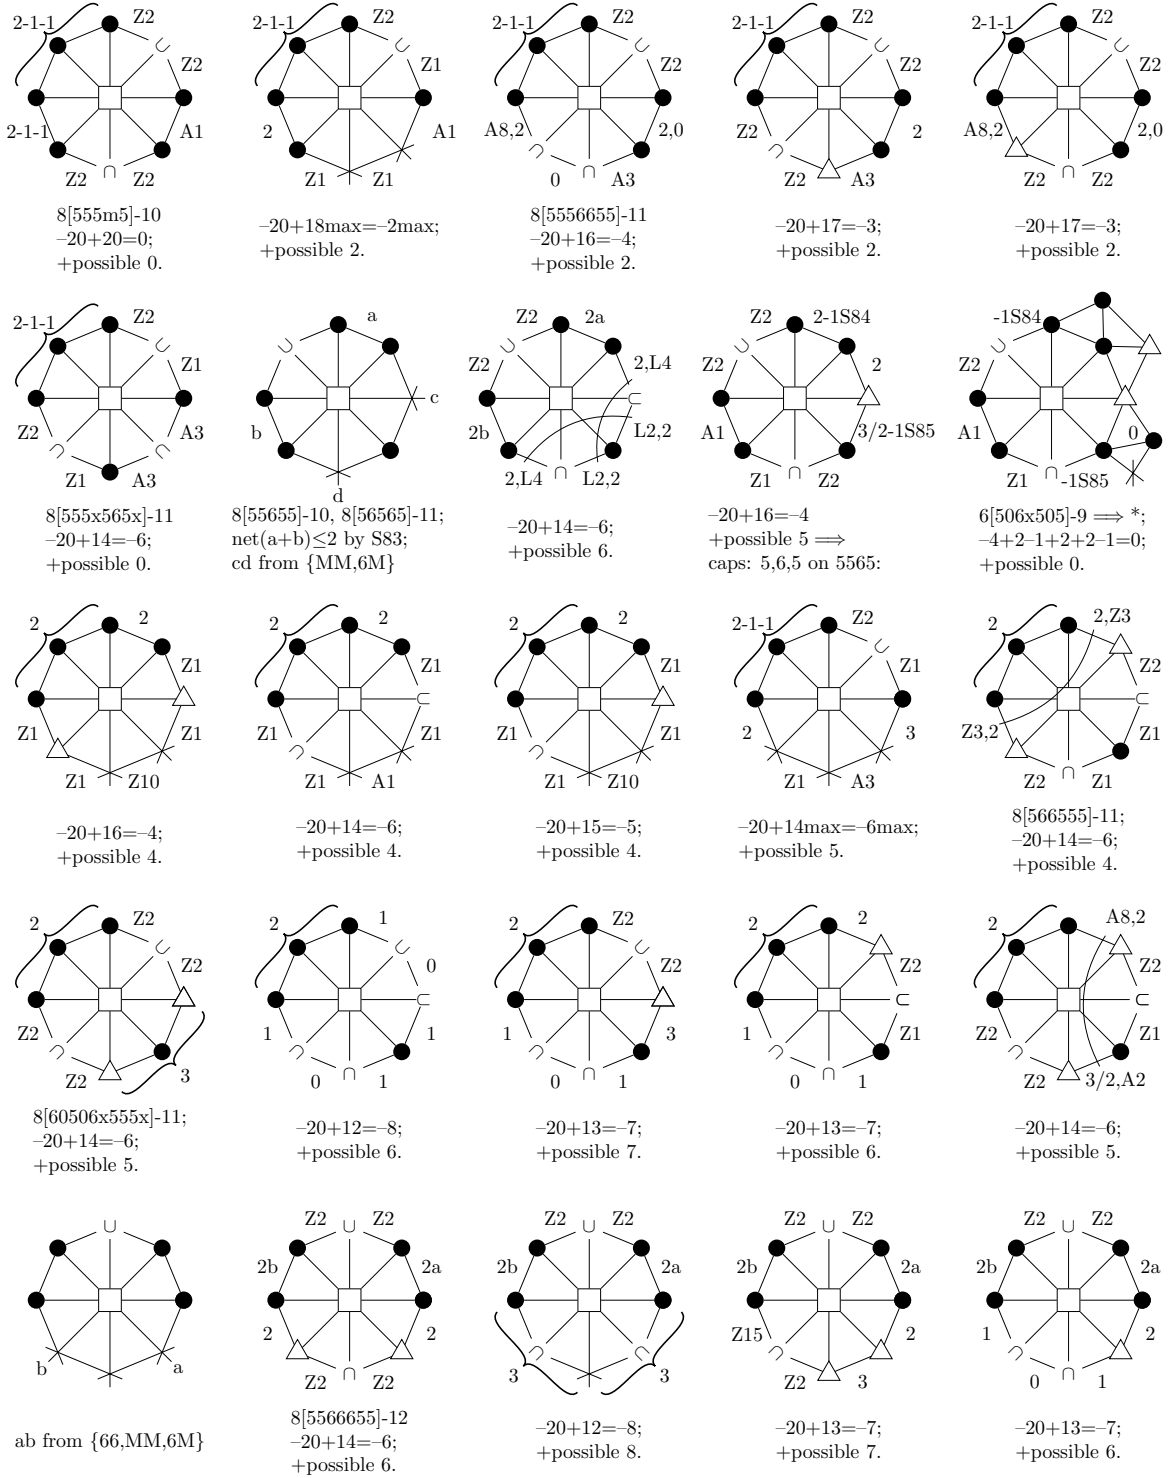 2-1-1 Z2 Z2 A1 Z2 Z2 2-1-1
8[555m5]-10
–20+20=0;
+possible 0.
2-1-1 Z2 Z1 A1 Z1 Z1 2
–20+18max=–2max;
+possible 2.
2-1-1 Z2 Z2 2,0 A3 0 A8,2
8[5556655]-11
–20+16=–4;
+possible 2.
2-1-1 Z2 Z2 2 A3 Z2 Z2
–20+17=–3;
+possible 2.
2-1-1 Z2 Z2 2,0 Z2 Z2 A8,2
–20+17=–3;
+possible 2.
2-1-1 Z2 Z1 A3 A3 Z1 Z2
8[555x565x]-11
–20+14=–6;
+possible 0.
a c d b
8[55655]-10, 8[56565]-11;
net(a+b)≤2 by S83;
cd from {MM,6M}
Z2 2a 2,L4 L2,2 L2,2 2,L4 2b Z2
–20+14=–6;
+possible 6.
Z2 2-1S84 2 3/2-1S85 Z2 Z1 A1 Z2
–20+16=–4
+possible 5 ⟹
caps: 5,6,5 on 5565:
-1S84 0 -1S85 Z1 A1 Z2
6[506x505]-9 ⟹ *;
–4+2–1+2+2–1=0;
+possible 0.
2 2 Z1 Z1 Z10 Z1 Z1
–20+16=–4;
+possible 4.
2 2 Z1 Z1 A1 Z1 Z1
–20+14=–6;
+possible 4.
2 2 Z1 Z1 Z10 Z1 Z1
–20+15=–5;
+possible 4.
2-1-1 Z2 Z1 3 A3 Z1 2
–20+14max=–6max;
+possible 5.
2 2,Z3 Z2 Z1 Z1 Z2 Z3,2
8[566555]-11;
–20+14=–6;
+possible 4.
2 Z2 Z2 3 Z2 Z2
8[60506x555x]-11;
–20+14=–6;
+possible 5.
2 1 0 1 1 0 1
–20+12=–8;
+possible 6.
2 Z2 Z2 3 1 0 1
–20+13=–7;
+possible 7.
2 2 Z2 Z1 1 0 1
–20+13=–7;
+possible 6.
2 A8,2 Z2 Z1 3/2,A2 Z2 Z2
–20+14=–6;
+possible 5.
b a
ab from {66,MM,6M}
Z2 Z2 2a 2 Z2 Z2 2 2b
8[5566655]-12
–20+14=–6;
+possible 6.
Z2 Z2 2a 3 3 2b
–20+12=–8;
+possible 8.
Z2 Z2 2a 2 3 Z2 Z15 2b
–20+13=–7;
+possible 7.
Z2 Z2 2a 2 1 0 1 2b
–20+13=–7;
+possible 6.